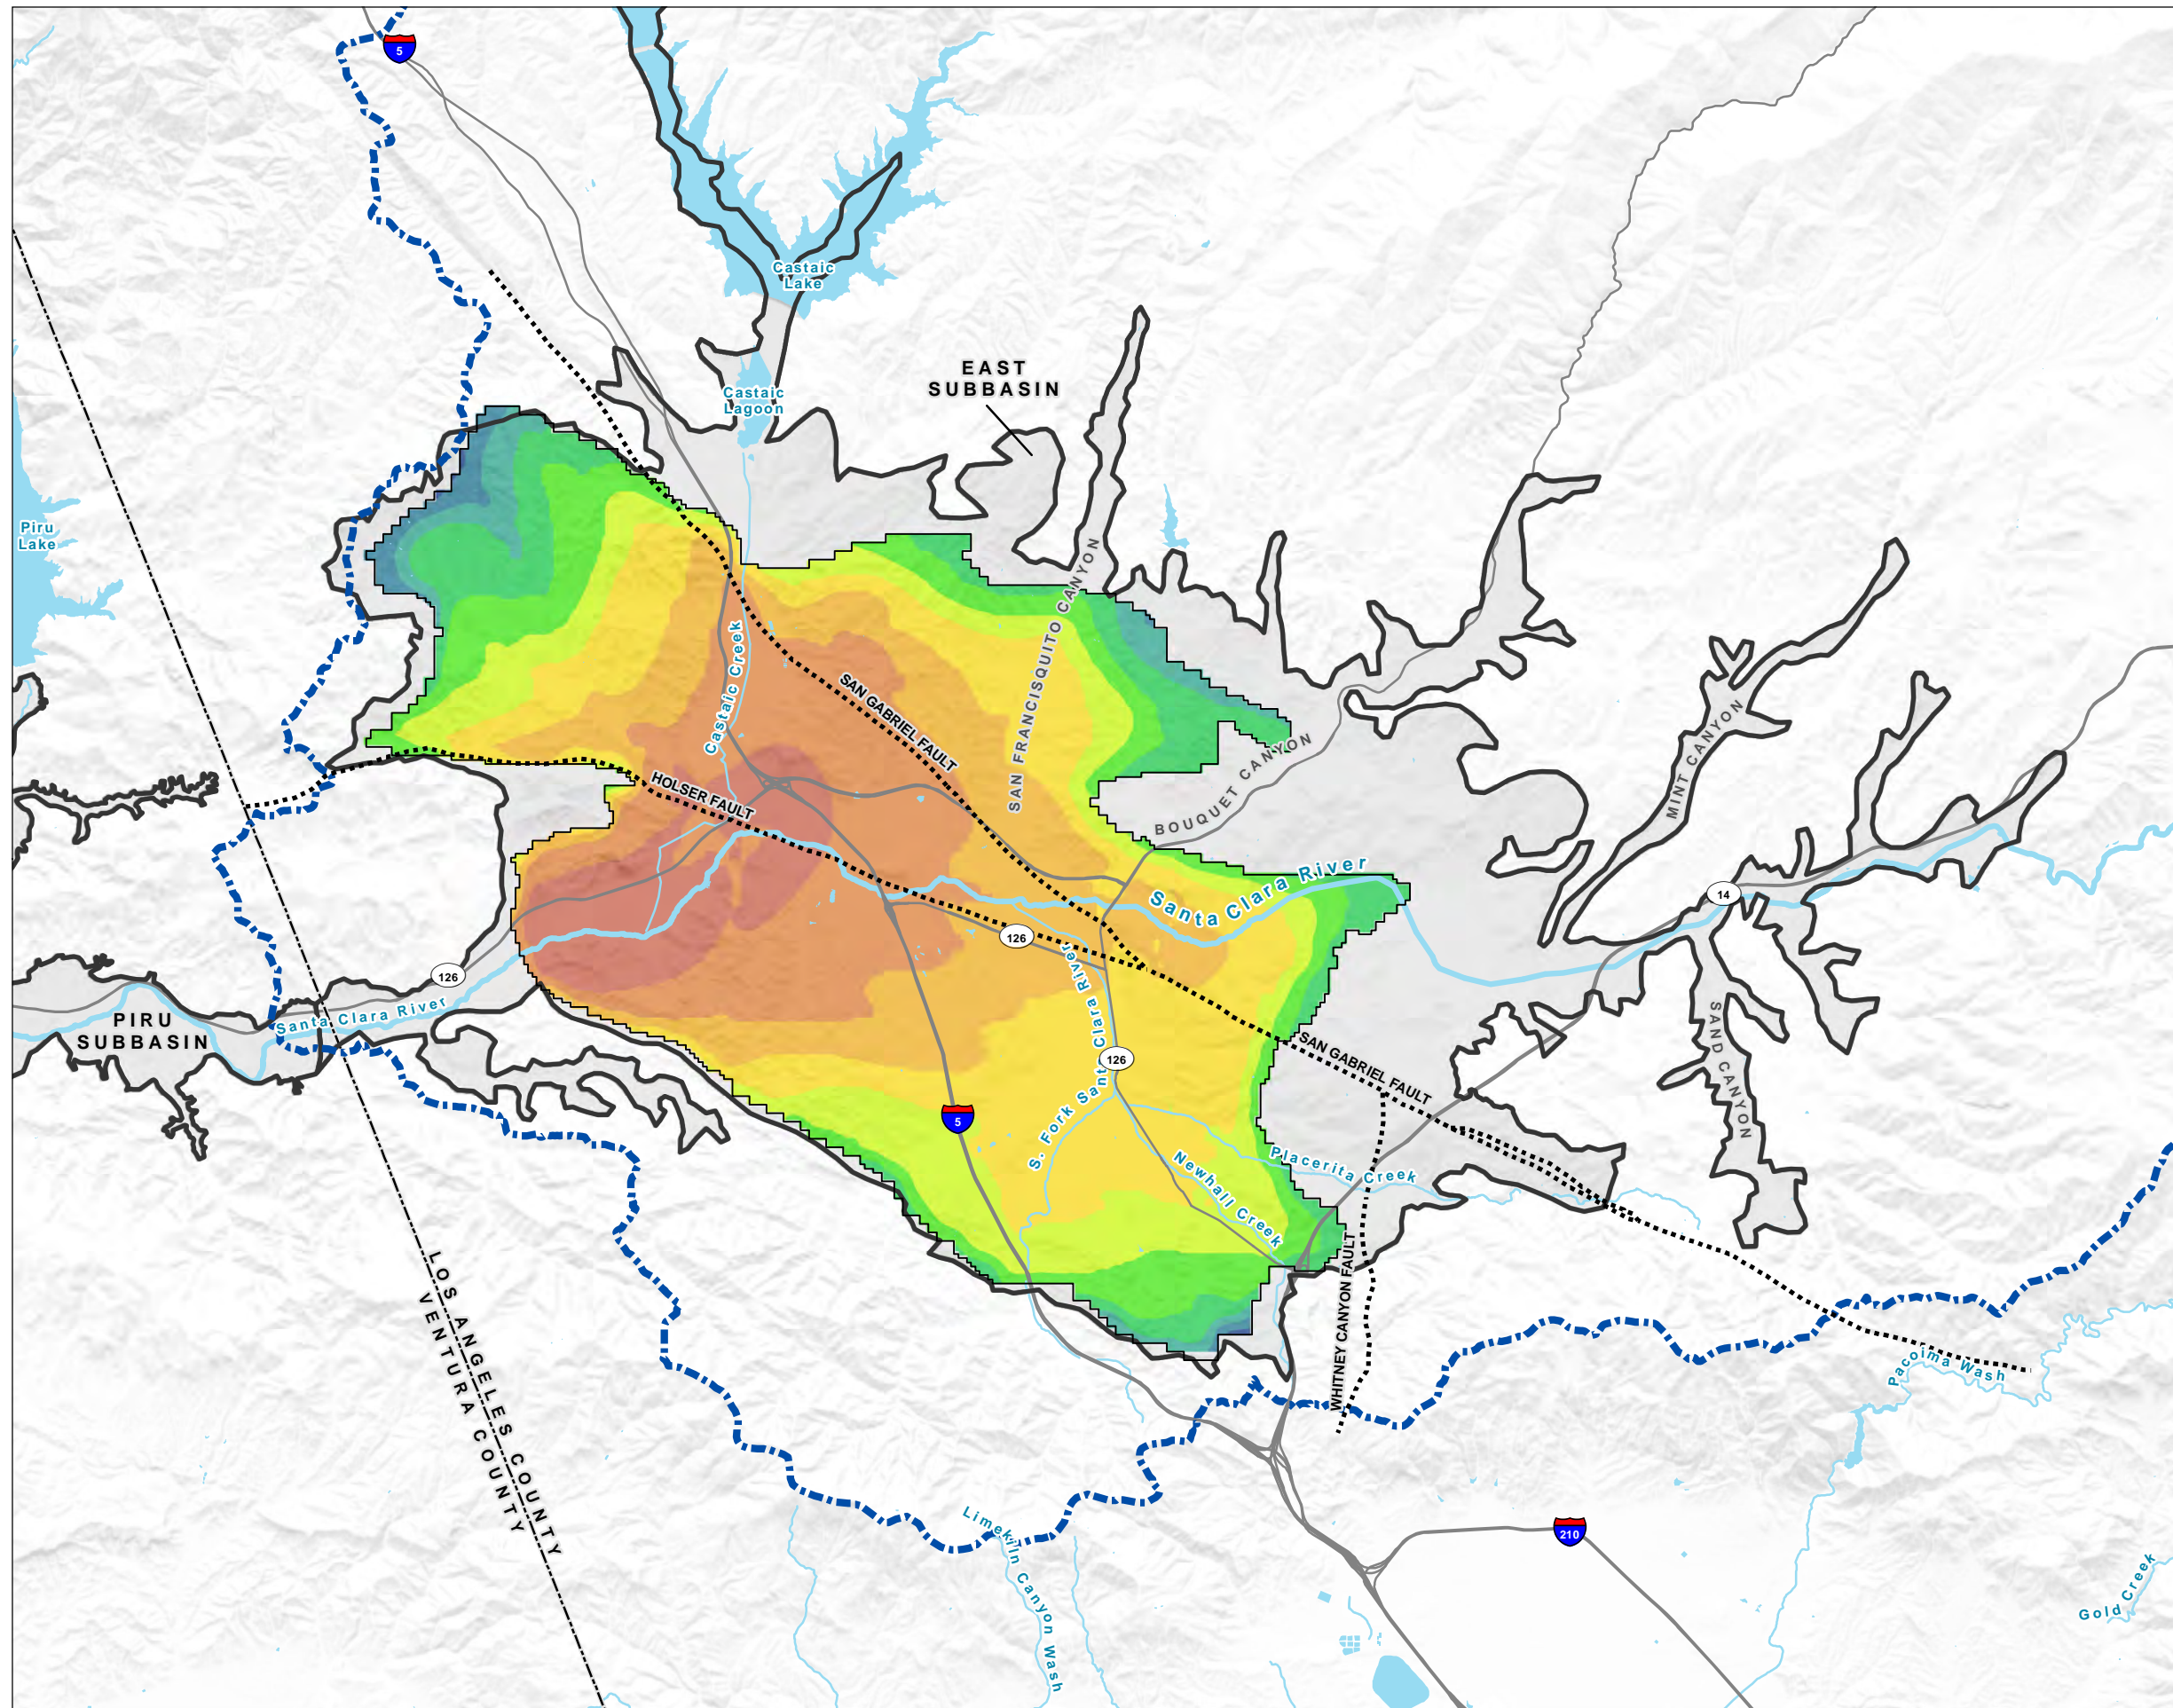 5
Castaic
Lake
EAST
SUBBASIN
Castaic
Lagoon
Piru
Lake
SAN FRANCISQUITO CANYON
Castaic Creek
SAN GABRIEL FAULT
MINT CANYON
HOLSER FAULT
BOUQUET CANYON
Santa Clara River
14
126
126
PIRU
SUBBASIN
Santa Clara River
S. Fork Santa Clara River
126
SAN GABRIEL FAULT
SAND CANYON
5
Newhall Creek
Placerita Creek
WHITNEY CANYON FAULT
LOS ANGELES COUNTY
VENTURA COUNTY
Pacoima Wash
Limekiln Canyon Wash
210
Gold Creek